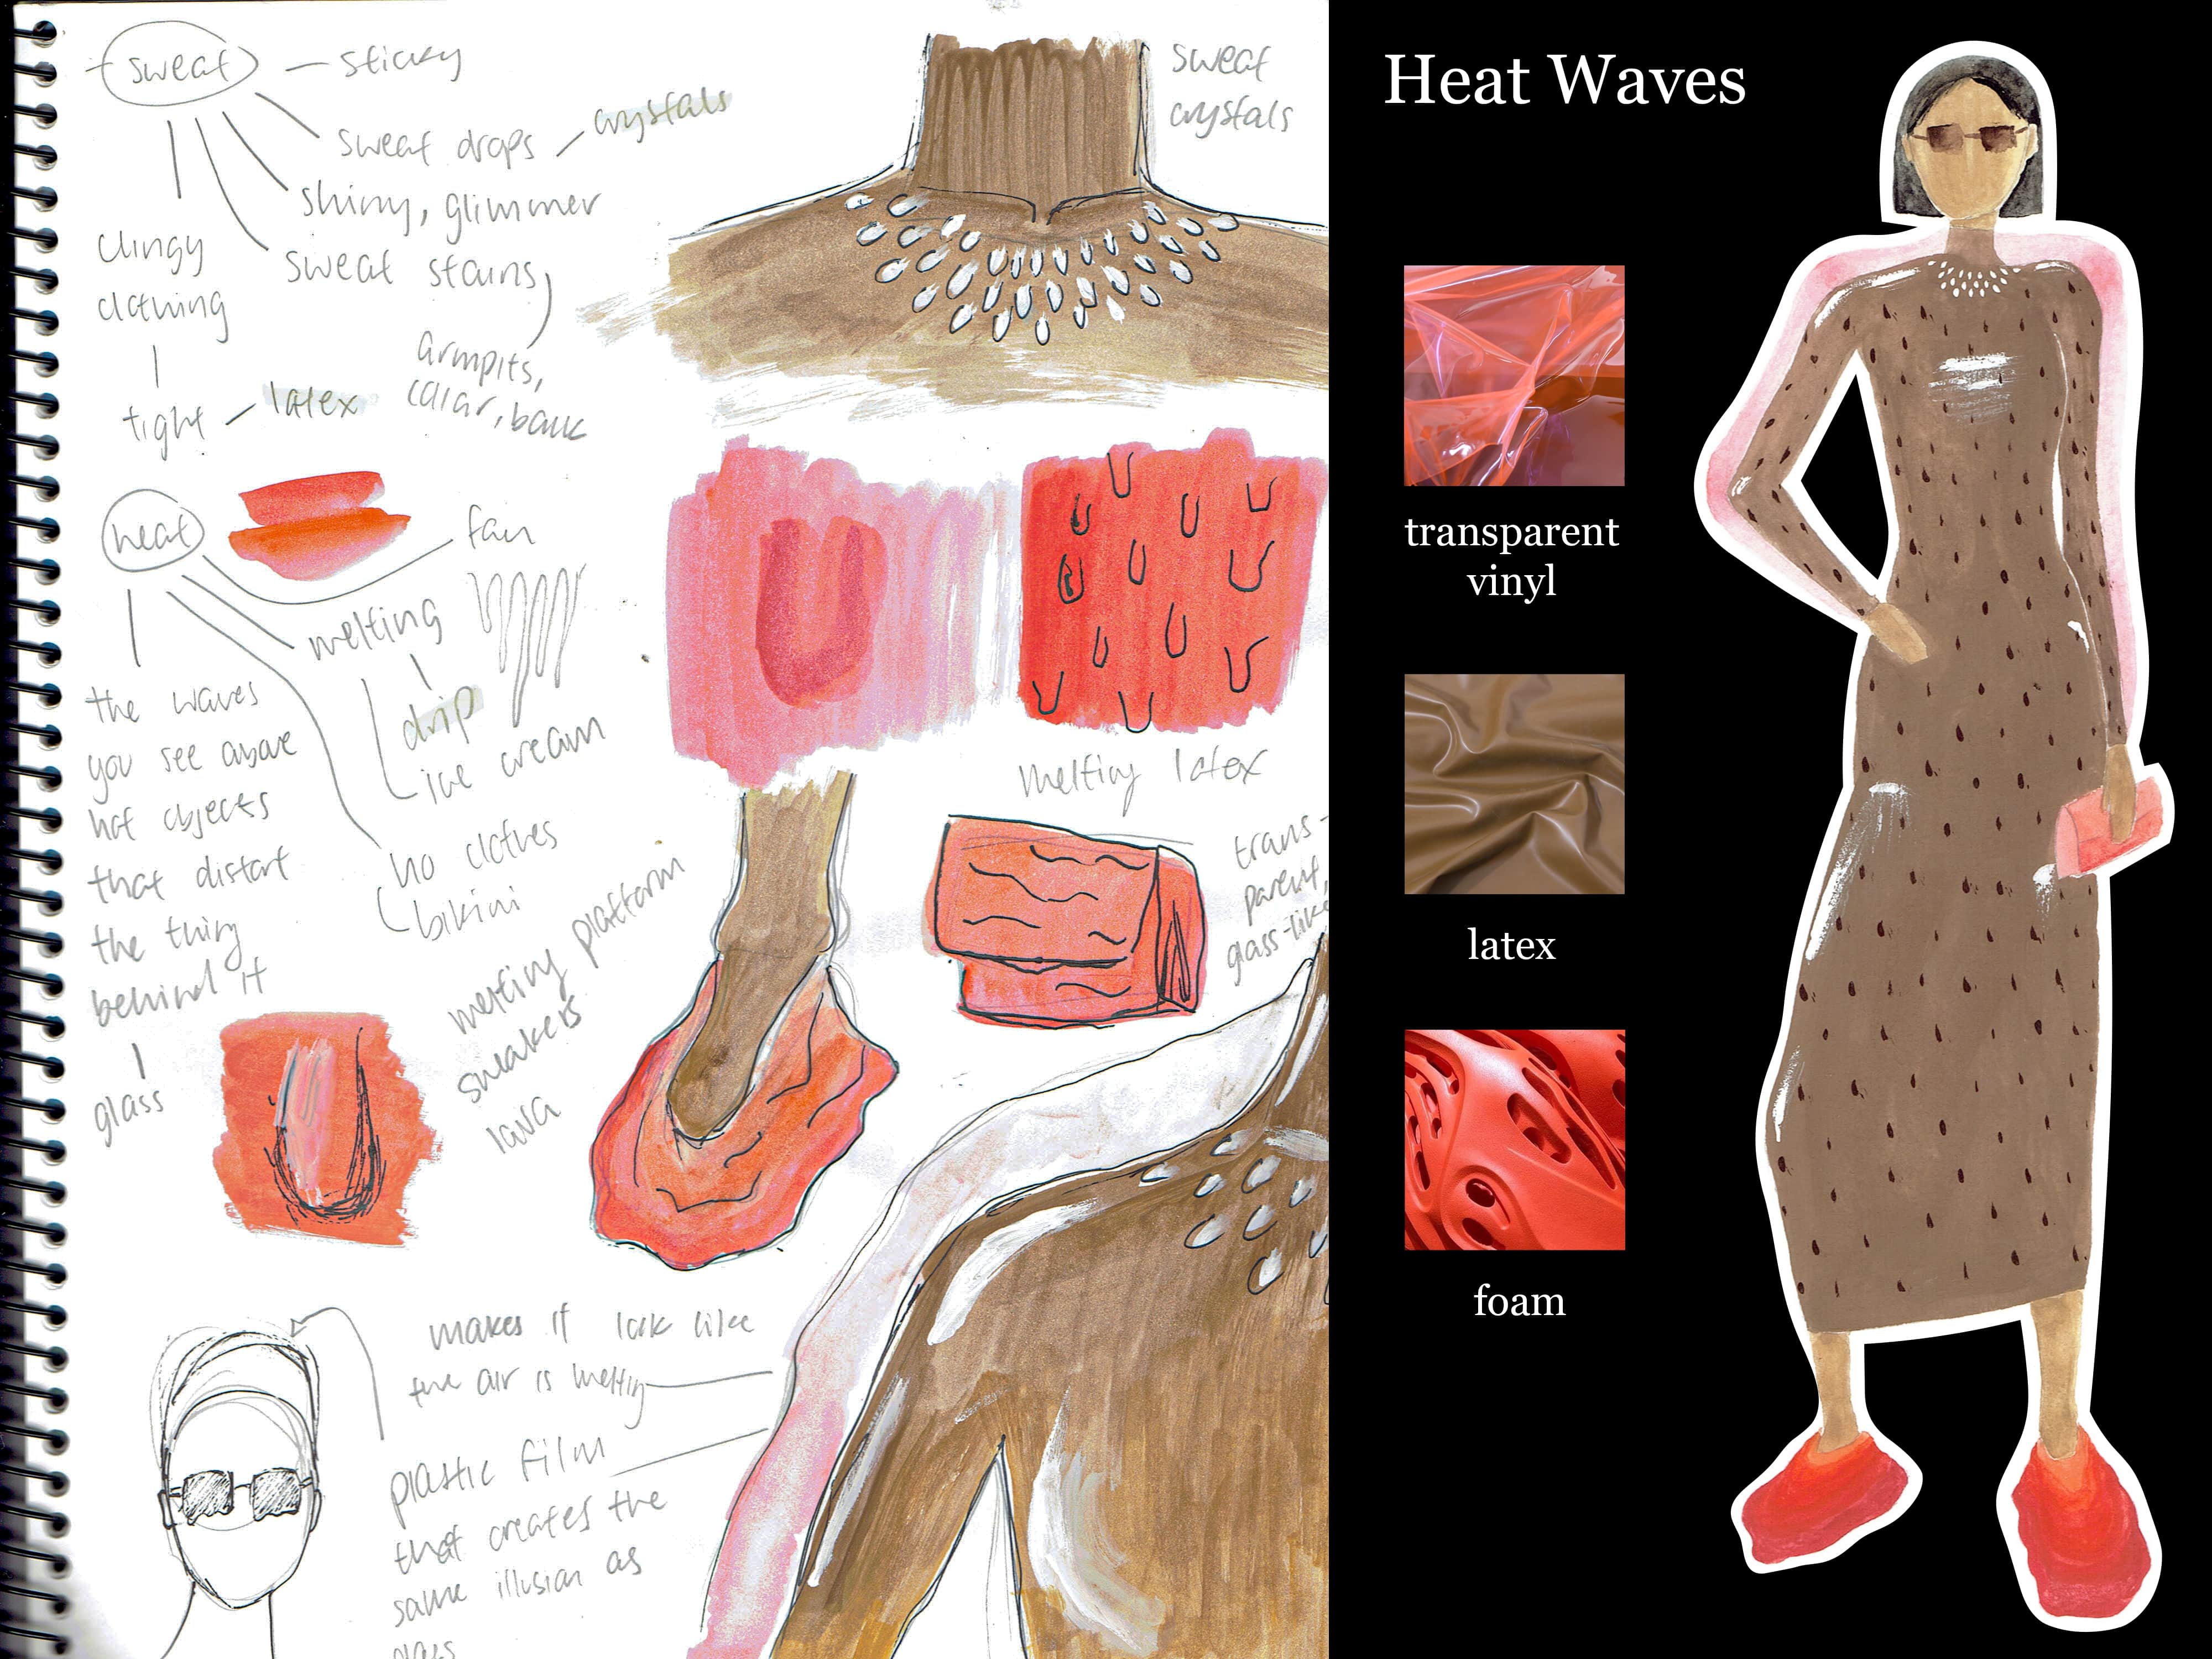 sweat
sticky
sweat drops
crystals
shiny, glimmer
sweat stains
armpits,
collar, back
clingy
clothing
tight
latex
sweat
crystals
heat
fan
melting
drip
ice cream
no clothes
bikini
the waves
you see above
hot objects
that distort
the thing
behind it
glass
melting latex
melting platform
sneakers
lava
trans-
parent,
glass-like
makes it look like
the air is melting
plastic film
that creates the
same illusion as
glass
Heat Waves
transparent
vinyl
latex
foam